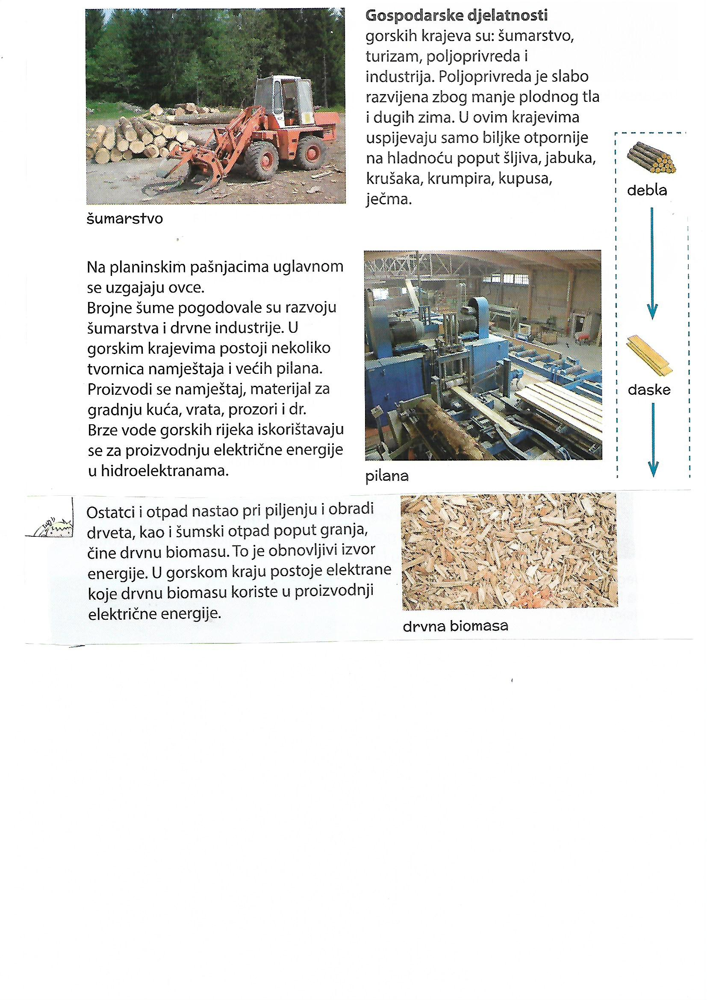 Gospodarske djelatnosti
gorskih krajeva su: šumarstvo,
turizam, poljoprivreda i
industrija. Poljoprivreda je slabo
razvijena zbog manje plodnog tla
i dugih zima. U ovim krajevima
uspijevaju samo biljke otpornije
na hladnoću poput šljiva, jabuka,
krušaka, krumpira, kupusa,
ječma.
šumarstvo
Na planinskim pašnjacima uglavnom
se uzgajaju ovce.
Brojne šume pogodovale su razvoju
šumarstva i drvne industrije. U
gorskim krajevima postoji nekoliko
tvornica namještaja i većih pilana.
Proizvodi se namještaj, materijal za
gradnju kuća, vrata, prozori i dr.
Brze vode gorskih rijeka iskorištavaju
se za proizvodnju električne energije
u hidroelektranama.
pilana
debla
daske
Ostatci i otpad nastao pri piljenju i obradi
drveta, kao i šumski otpad poput granja,
čine drvnu biomasu. To je obnovljivi izvor
energije. U gorskom kraju postoje elektrane
koje drvnu biomasu koriste u proizvodnji
električne energije.
drvna biomasa